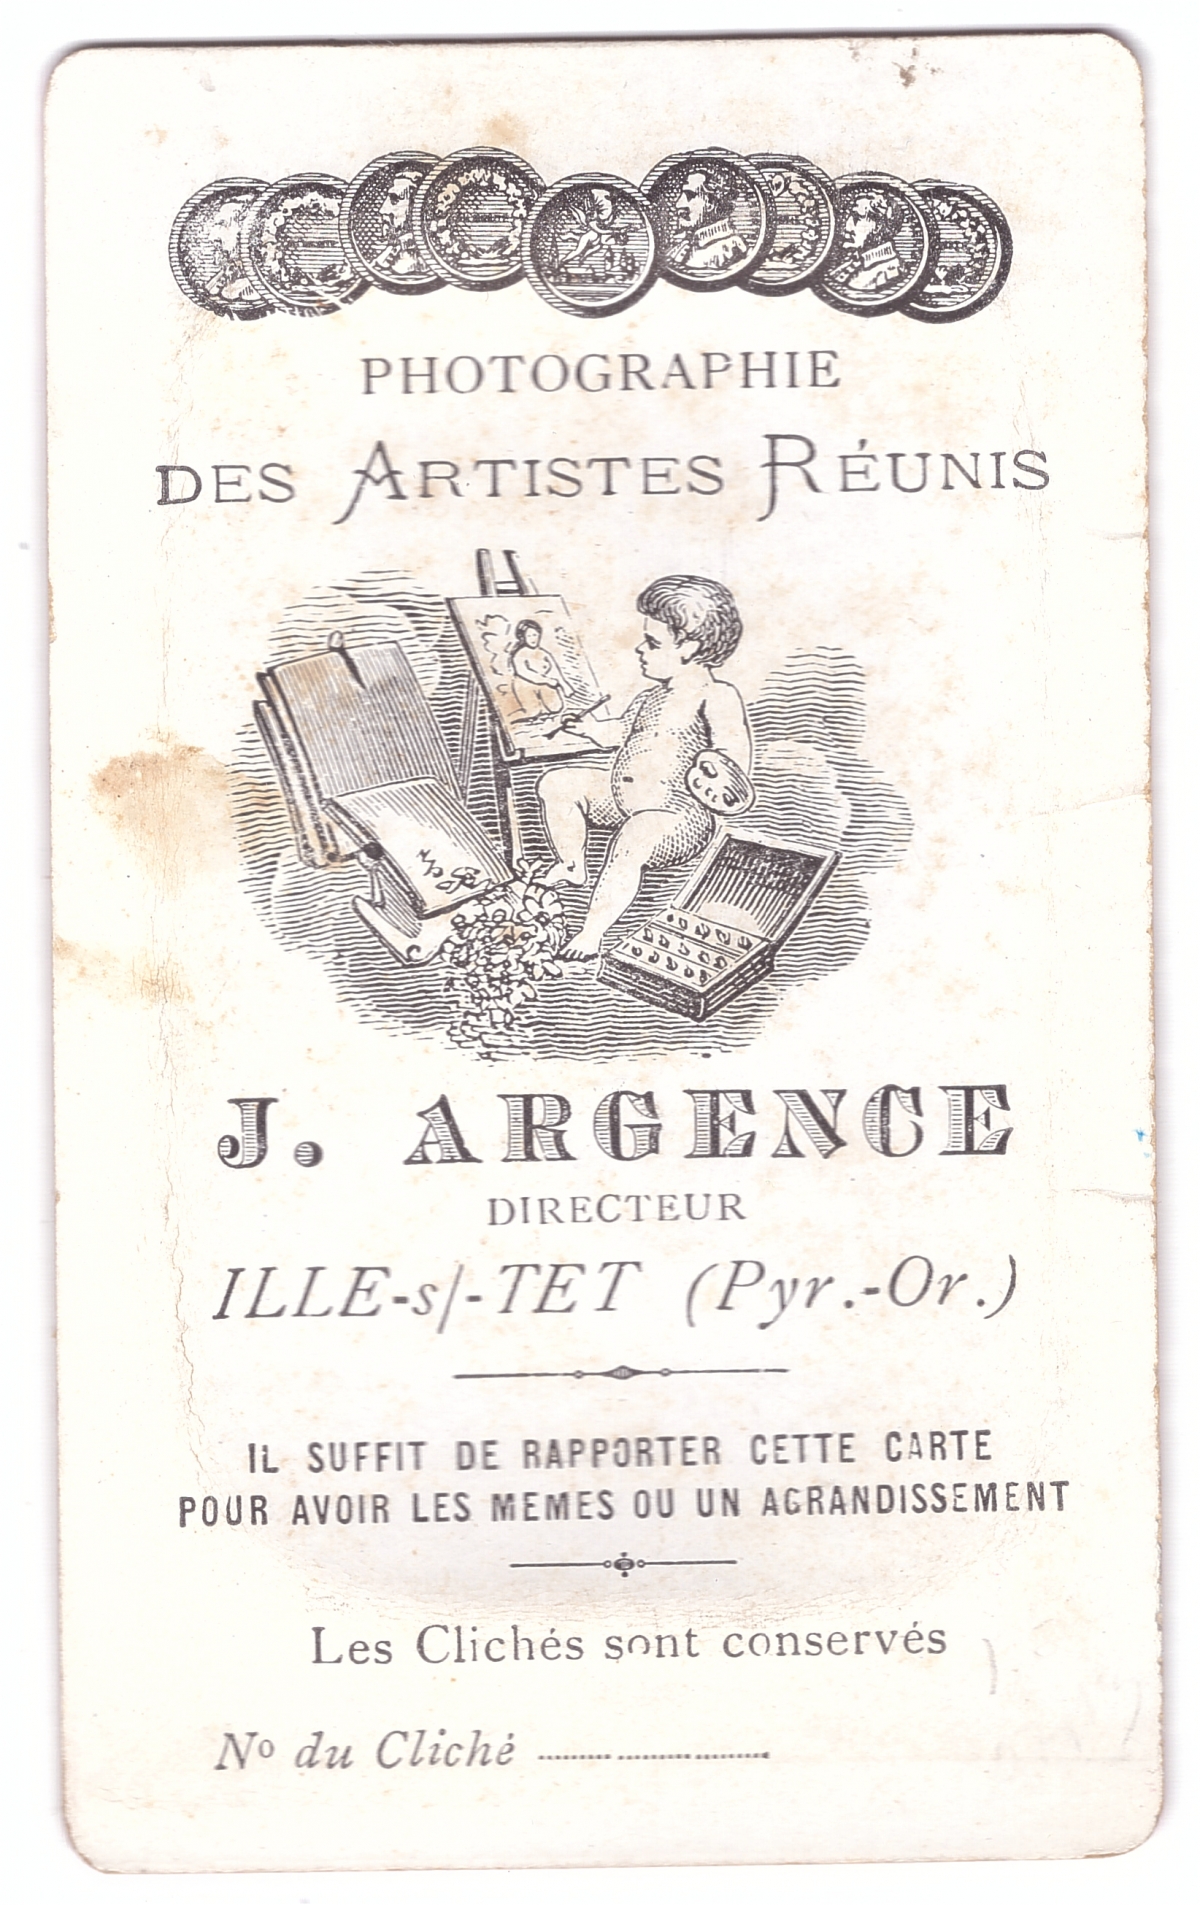 PHOTOGRAPHIE
DES ARTISTES RÉUNIS
J. ARGENCE
DIRECTEUR
ILLE-s/-TET (Pyr.-Or.)
IL SUFFIT DE RAPPORTER CETTE CARTE
POUR AVOIR LES MEMES OU UN AGRANDISSEMENT
Les Clichés sont conservés
No du Cliché